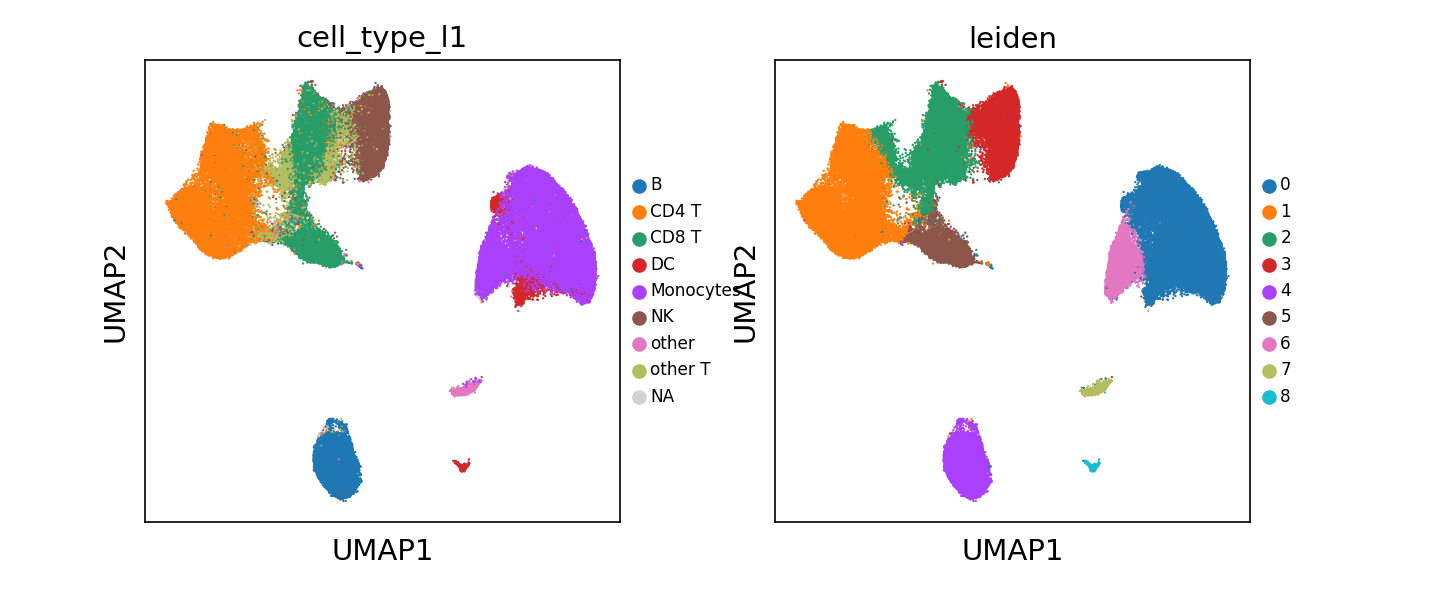 cell_type_l1
UMAP2
UMAP1
B
CD4 T
CD8 T
DC
Monocytes
NK
other
other T
NA
leiden
UMAP2
UMAP1
0
1
2
3
4
5
6
7
8